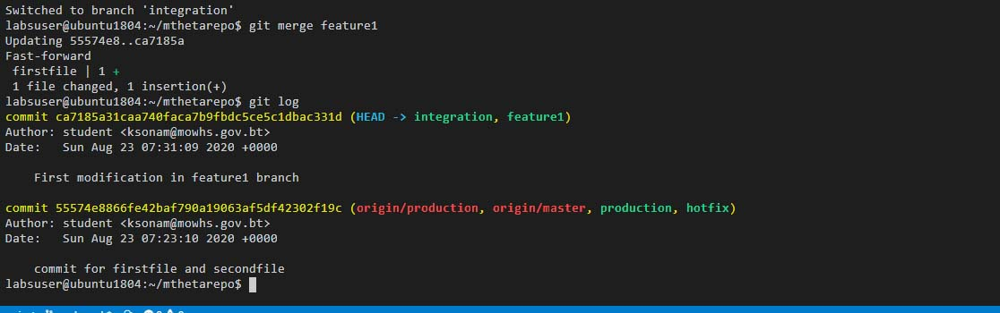 Switched to branch 'integration'
labsuser@ubuntu1804:~/mthetarepo$ git merge feature1
Updating 55574e8..ca7185a
Fast-forward
 firstfile | 1 +
 1 file changed, 1 insertion(+)
labsuser@ubuntu1804:~/mthetarepo$ git log
commit ca7185a31caa740faca7b9fbdc5ce5c1dbac331d (HEAD -> integration, feature1)
Author: student <ksonam@mowhs.gov.bt>
Date:   Sun Aug 23 07:31:09 2020 +0000

    First modification in feature1 branch

commit 55574e8866fe42baf790a19063af5df42302f19c (origin/production, origin/master, production, hotfix)
Author: student <ksonam@mowhs.gov.bt>
Date:   Sun Aug 23 07:23:10 2020 +0000

    commit for firstfile and secondfile
labsuser@ubuntu1804:~/mthetarepo$